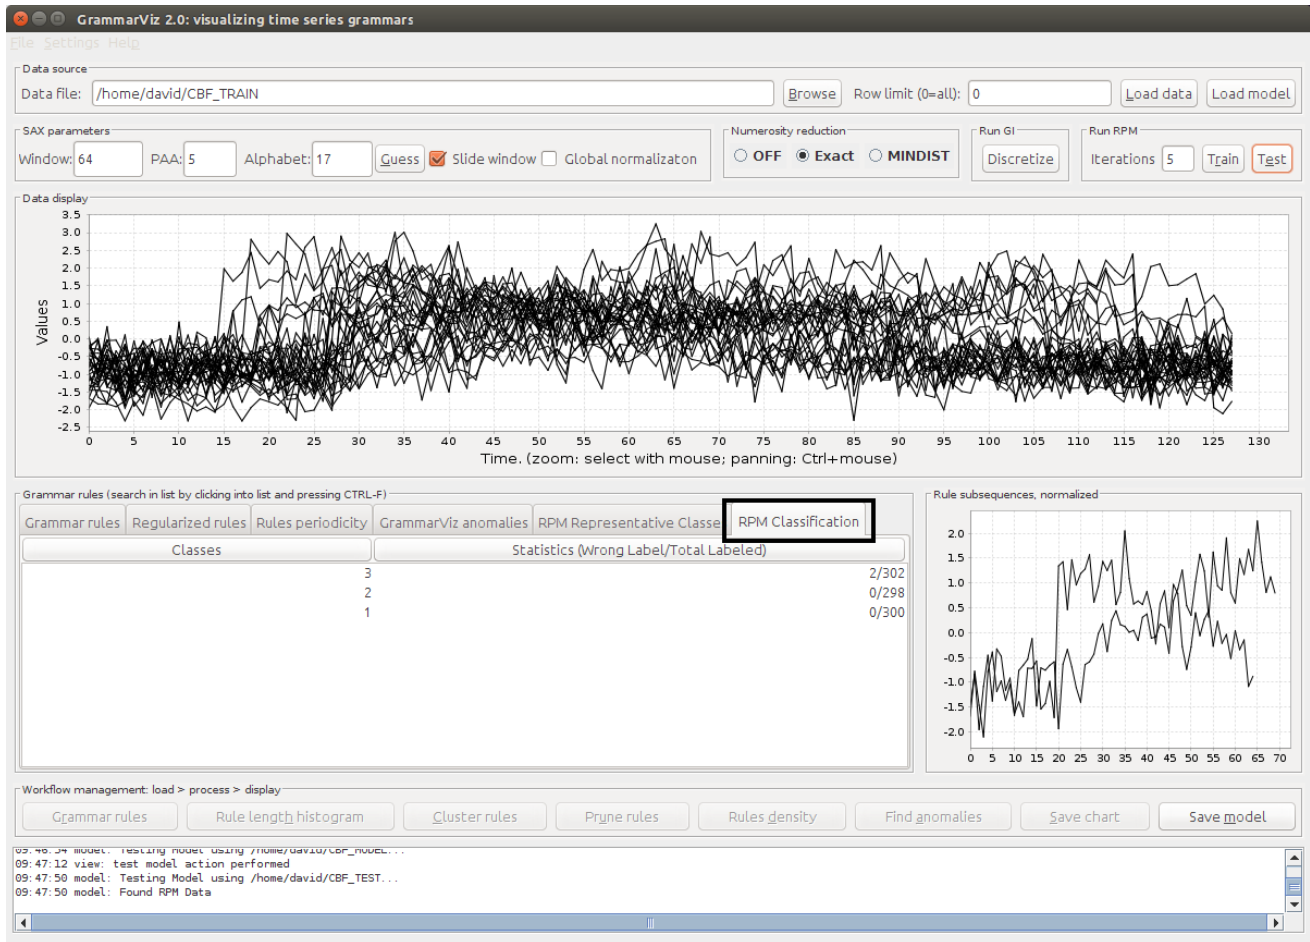 GrammarViz 2.0: visualizing time series grammars
File Settings Help
Data source
Data file: /home/david/CBF_TRAIN Browse Row limit (0=all): 0 Load data Load model
SAX parameters Numerosity reduction Run GI Run RPM
Window: 64 PAA: 5 Alphabet: 17 Guess Slide window Global normalizaton OFF Exact MINDIST Discretize Iterations 5 Train Test
Data display
3.5
3.0
2.5
2.0
1.5
1.0
0.5
0.0
-0.5
-1.0
-1.5
-2.0
-2.5
Values
0 5 10 15 20 25 30 35 40 45 50 55 60 65 70 75 80 85 90 95 100 105 110 115 120 125 130
Time. (zoom: select with mouse; panning: Ctrl+mouse)
Grammar rules (search in list by clicking into list and pressing CTRL-F)
Grammar rules Regularized rules Rules periodicity GrammarViz anomalies RPM Representative Classe RPM Classification
Classes Statistics (Wrong Label/Total Labeled)
3 2/302
2 0/298
1 0/300
Rule subsequences, normalized
2.0
1.5
1.0
0.5
0.0
-0.5
-1.0
-1.5
-2.0
0 5 10 15 20 25 30 35 40 45 50 55 60 65 70
Workflow management: load > process > display
Grammar rules Rule length histogram Cluster rules Prune rules Rules density Find anomalies Save chart Save model
09:46:54 model: Testing Model using /home/david/CBF_MODEL...
09:47:12 view: test model action performed
09:47:50 model: Testing Model using /home/david/CBF_TEST...
09:47:50 model: Found RPM Data